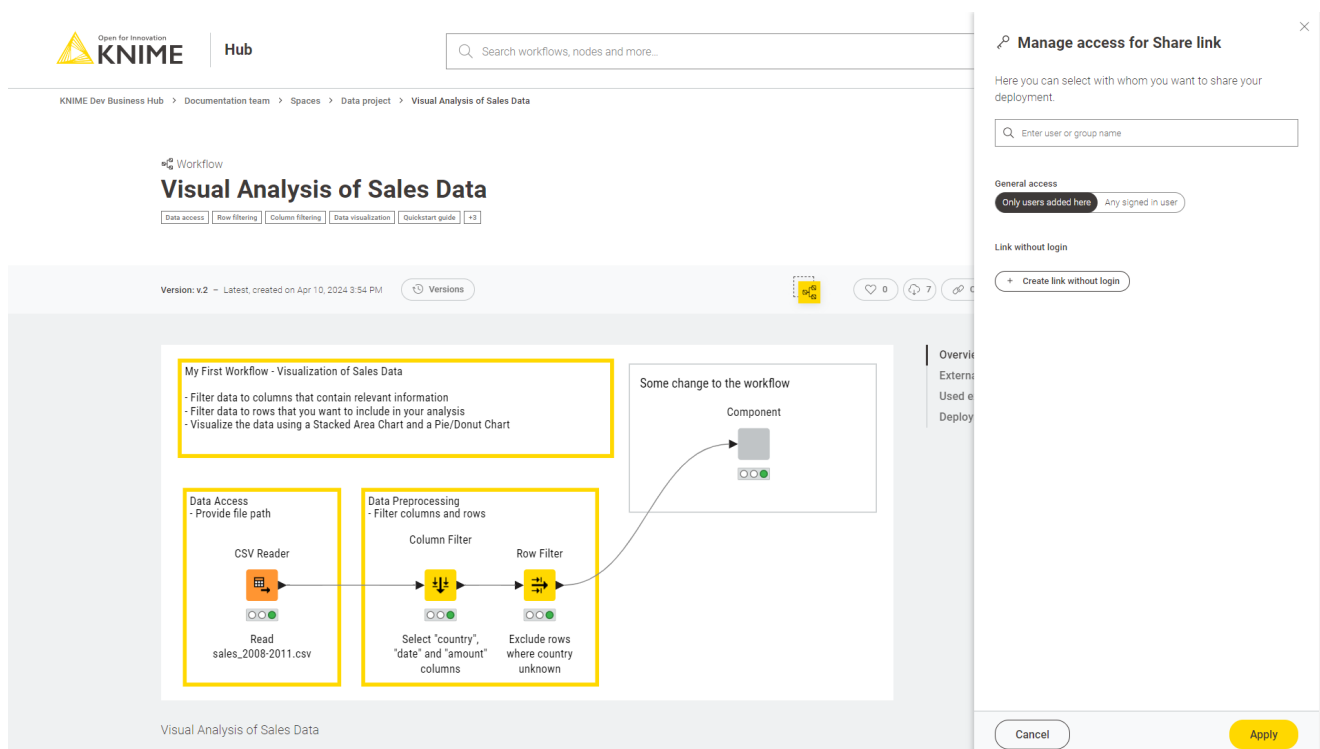 Open for Innovation
KNIME
Hub
Search workflows, nodes and more...
KNIME Dev Business Hub > Documentation team > Spaces > Data project > Visual Analysis of Sales Data
Workflow
Visual Analysis of Sales Data
Data access Row filtering Column filtering Data visualization Quickstart guide +3
Version: v.2 – Latest, created on Apr 10, 2024 3:54 PM Versions 0 7
Overvie
Externa
Used e
Deploy
My First Workflow - Visualization of Sales Data
- Filter data to columns that contain relevant information
- Filter data to rows that you want to include in your analysis
- Visualize the data using a Stacked Area Chart and a Pie/Donut Chart
Some change to the workflow
Component
Data Access
- Provide file path
CSV Reader
Read
sales_2008-2011.csv
Data Preprocessing
- Filter columns and rows
Column Filter
Select "country",
"date" and "amount"
columns
Row Filter
Exclude rows
where country
unknown
Visual Analysis of Sales Data
Manage access for Share link
Here you can select with whom you want to share your
deployment.
Enter user or group name
General access
Only users added here Any signed in user
Link without login
+ Create link without login
Cancel Apply